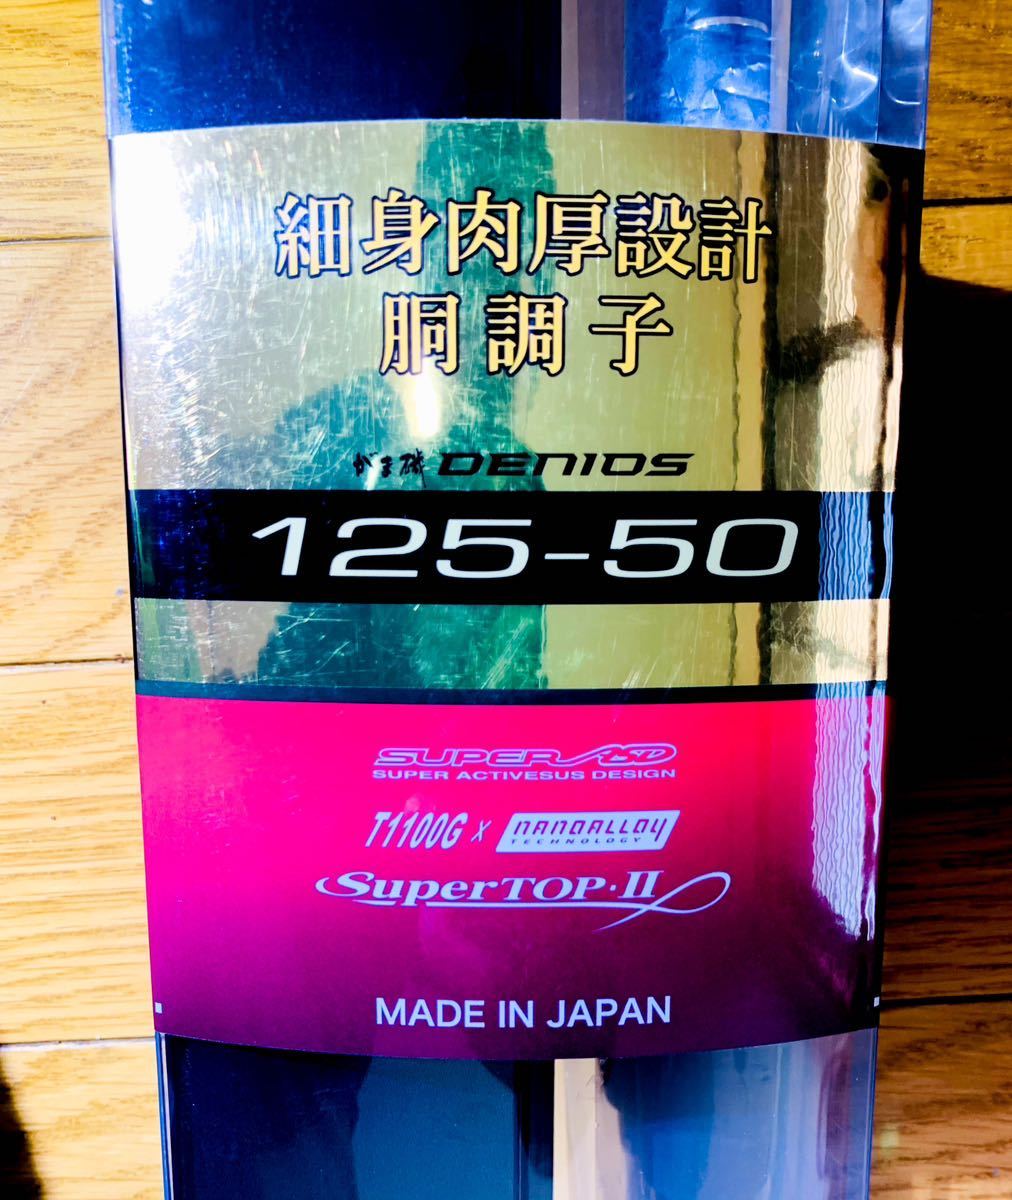 細身肉厚設計
胴調子
がま磯 DENIOS
125-50
SUPER ASD
SUPER ACTIVESUS DESIGN
T1100G × NANOALLOY
TECHNOLOGY
SuperTOP・II
MADE IN JAPAN